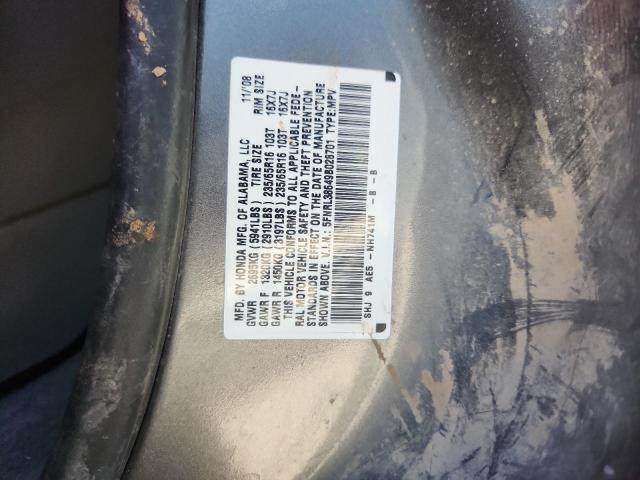 MFD. BY HONDA MFG. OF ALABAMA, LLC 11/'08
GVWR 2695KG (5941LBS) TIRE SIZE RIM SIZE
GAWR F 1320KG (2910LBS) 235/65R16 103T 16X7J
GAWR R 1450KG (3197LBS) 235/65R16 103T 16X7J
THIS VEHICLE CONFORMS TO ALL APPLICABLE FEDE-
RAL MOTOR VEHICLE SAFETY AND THEFT PREVENTION
STANDARDS IN EFFECT ON THE DATE OF MANUFACTURE
SHOWN ABOVE. V.I.N.: 5FNRL38649B028701 TYPE:MPV
SHJ 9 AE5 -NH741M -B -B